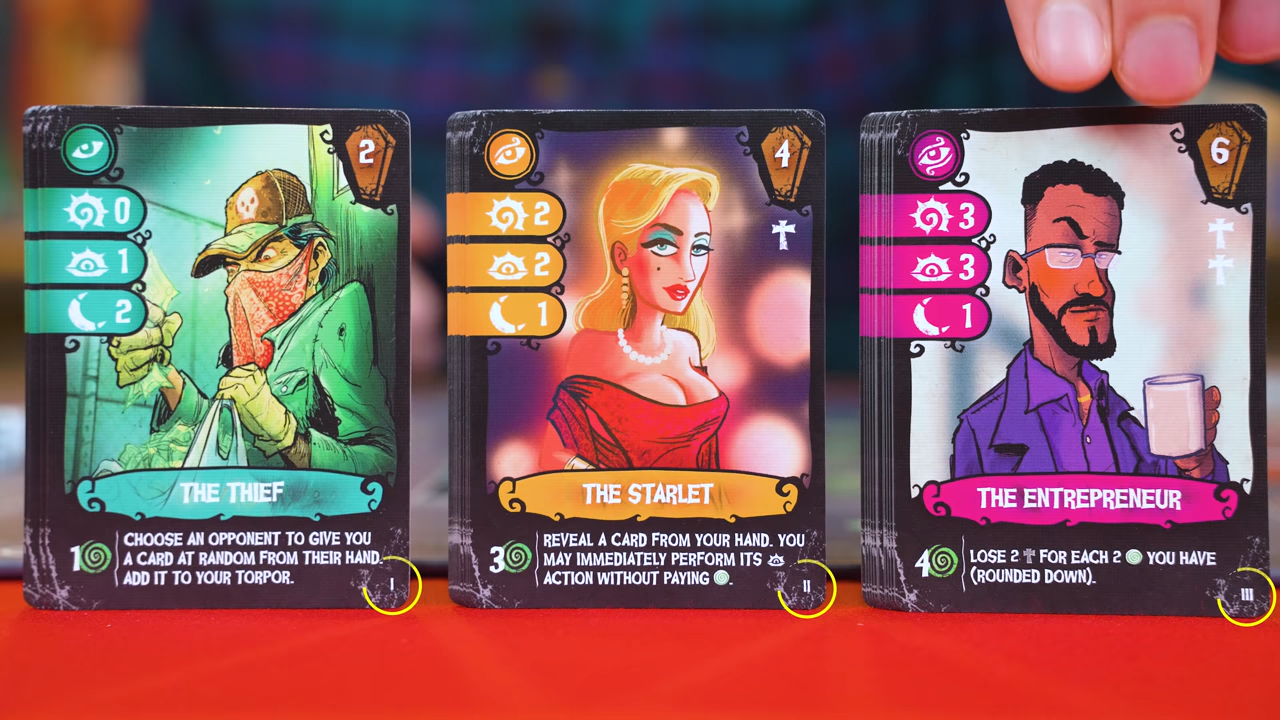 2
0
1
2
THE THIEF
1
CHOOSE AN OPPONENT TO GIVE YOU
A CARD AT RANDOM FROM THEIR HAND.
ADD IT TO YOUR TORPOR.
I
4
2
2
1
THE STARLET
3
REVEAL A CARD FROM YOUR HAND. YOU
MAY IMMEDIATELY PERFORM ITS
ACTION WITHOUT PAYING .
II
6
3
3
1
THE ENTREPRENEUR
4
LOSE 2 FOR EACH 2 YOU HAVE
(ROUNDED DOWN).
III